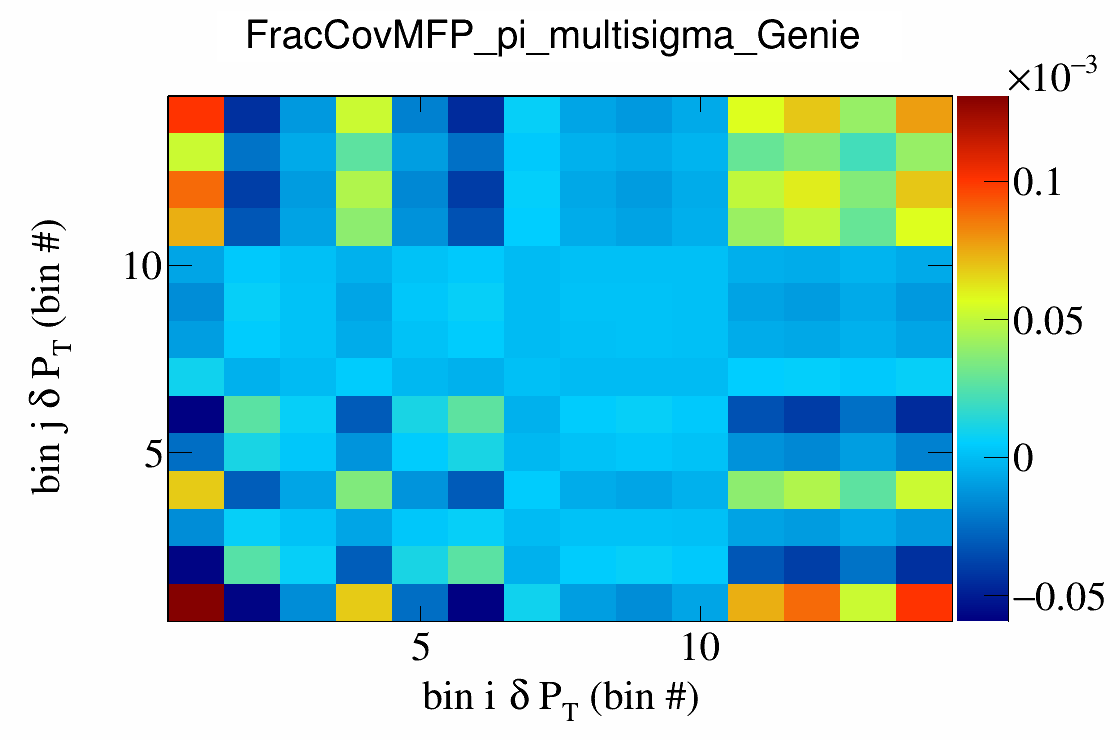 FracCovMFP_pi_multisigma_Genie
×10⁻³
0.1
0.05
0
−0.05
10
5
bin j δ P_T (bin #)
5 10
bin i δ P_T (bin #)